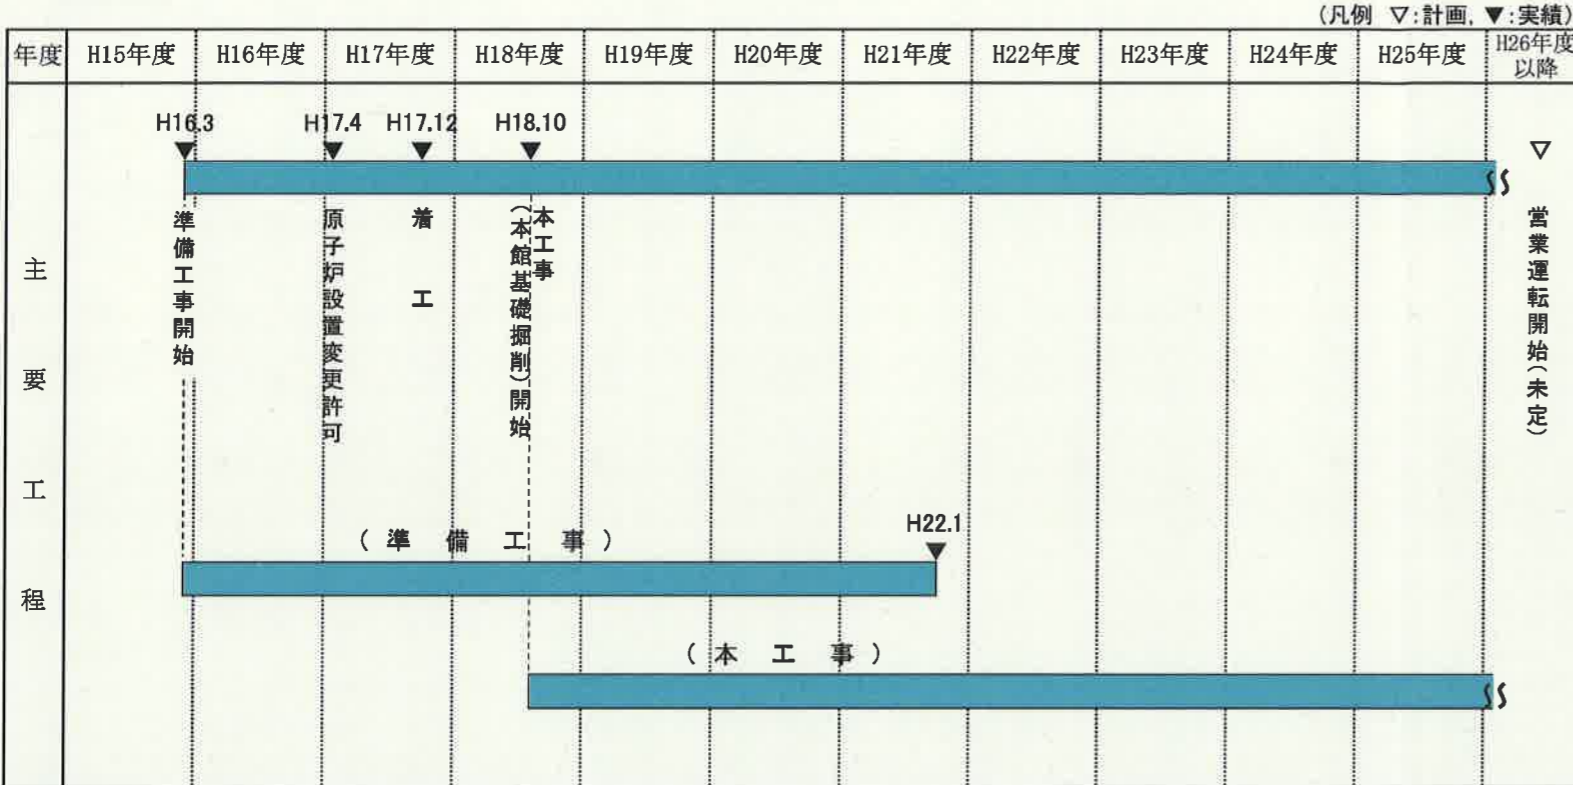 (凡例 ▽:計画, ▼:実績)
年度 H15年度 H16年度 H17年度 H18年度 H19年度 H20年度 H21年度 H22年度 H23年度 H24年度 H25年度 H26年度以降
主要工程
H16.3 H17.4 H17.12 H18.10
準備工事開始
原子炉設置変更許可
着工
本工事
(本館基礎掘削)開始
営業運転開始(未定)
(準備工事)
H22.1
(本工事)